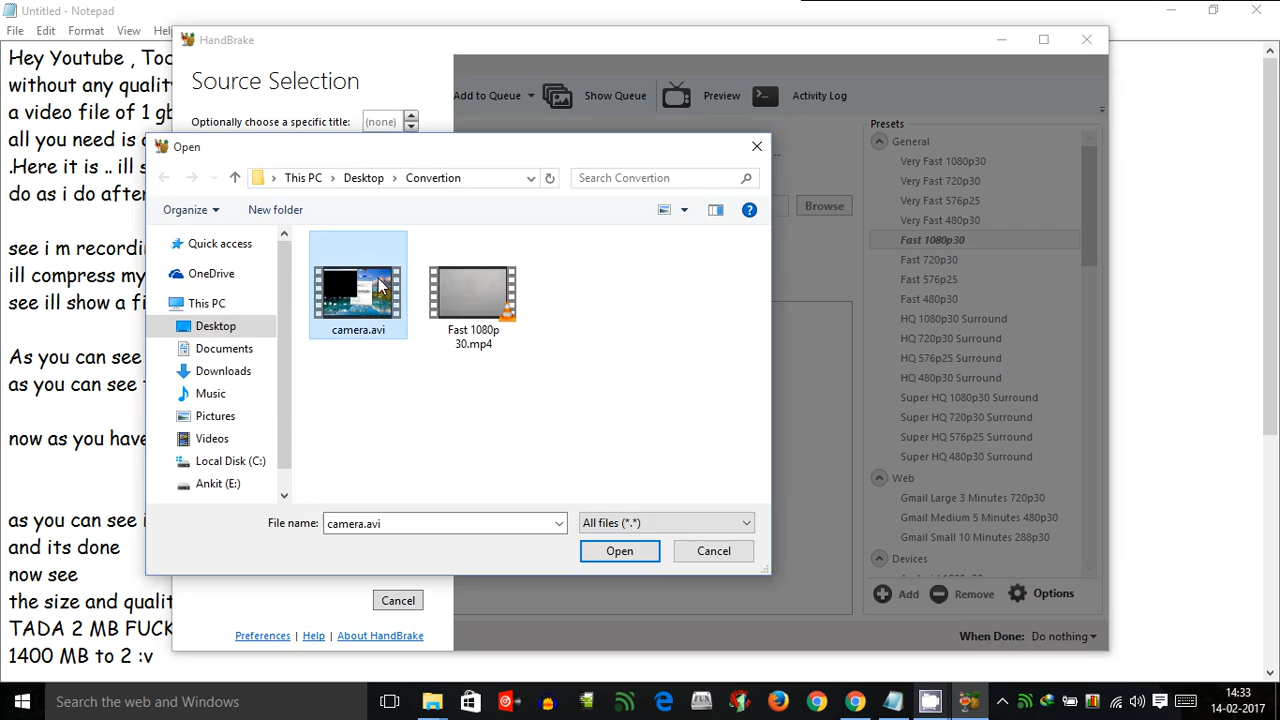 Untitled - Notepad
File Edit Format View
Hey Youtube ,
without any
a video file of 1
all you need is
.Here it is ..
do as i do
see i m
ill compress my
see ill show a
As you can see
as you can see
now as you have
as you can see
and its done
now see
the size and
TADA 2 MB
1400 MB to 2 :v
HandBrake
Source Selection
Optionally choose a specific title: (none)
Add to Queue Show Queue Preview Activity Log
Browse
Open
This PC Desktop Convertion Search Convertion
Organize New folder
Quick access
OneDrive
This PC
Desktop
Documents
Downloads
Music
Pictures
Videos
Local Disk (C:)
Ankit (E:)
camera.avi
Fast 1080p
30.mp4
File name: camera.avi All files (*.*)
Open Cancel
Cancel
Preferences | Help | About HandBrake
Presets
General
Very Fast 1080p30
Very Fast 720p30
Very Fast 576p25
Very Fast 480p30
Fast 1080p30
Fast 720p30
Fast 576p25
Fast 480p30
HQ 1080p30 Surround
HQ 720p30 Surround
HQ 576p25 Surround
HQ 480p30 Surround
Super HQ 1080p30 Surround
Super HQ 720p30 Surround
Super HQ 576p25 Surround
Super HQ 480p30 Surround
Web
Gmail Large 3 Minutes 720p30
Gmail Medium 5 Minutes 480p30
Gmail Small 10 Minutes 288p30
Devices
Add Remove Options
When Done: Do nothing
Search the web and Windows
14:33
14-02-2017